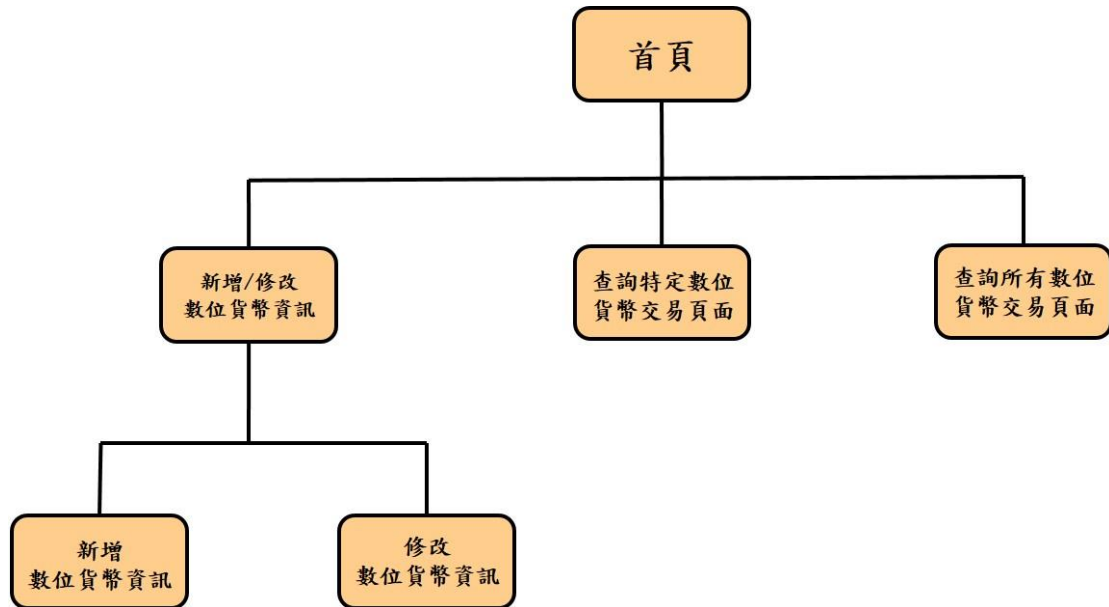 首頁
新增/修改
數位貨幣資訊
查詢特定數位
貨幣交易頁面
查詢所有數位
貨幣交易頁面
新增
數位貨幣資訊
修改
數位貨幣資訊